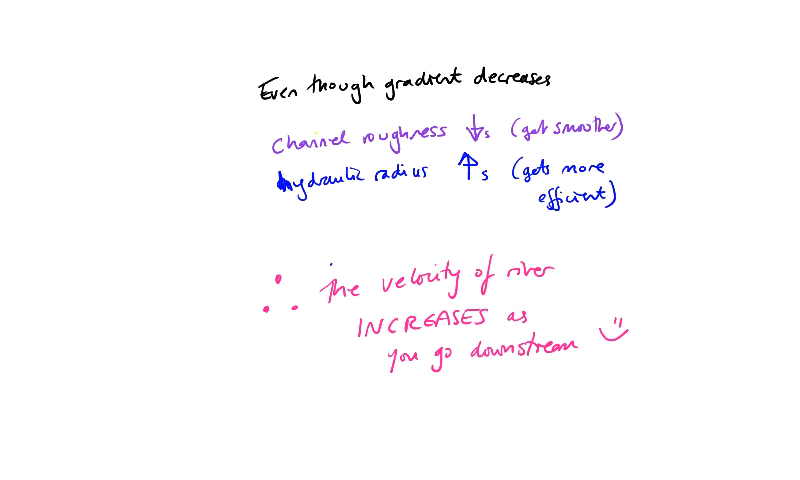 Even though gradient decreases
Channel roughness ↓s (get smoother)
hydraulic radius ↑s (gets more
efficient)
∴ the velocity of river
INCREASES as
you go downstream